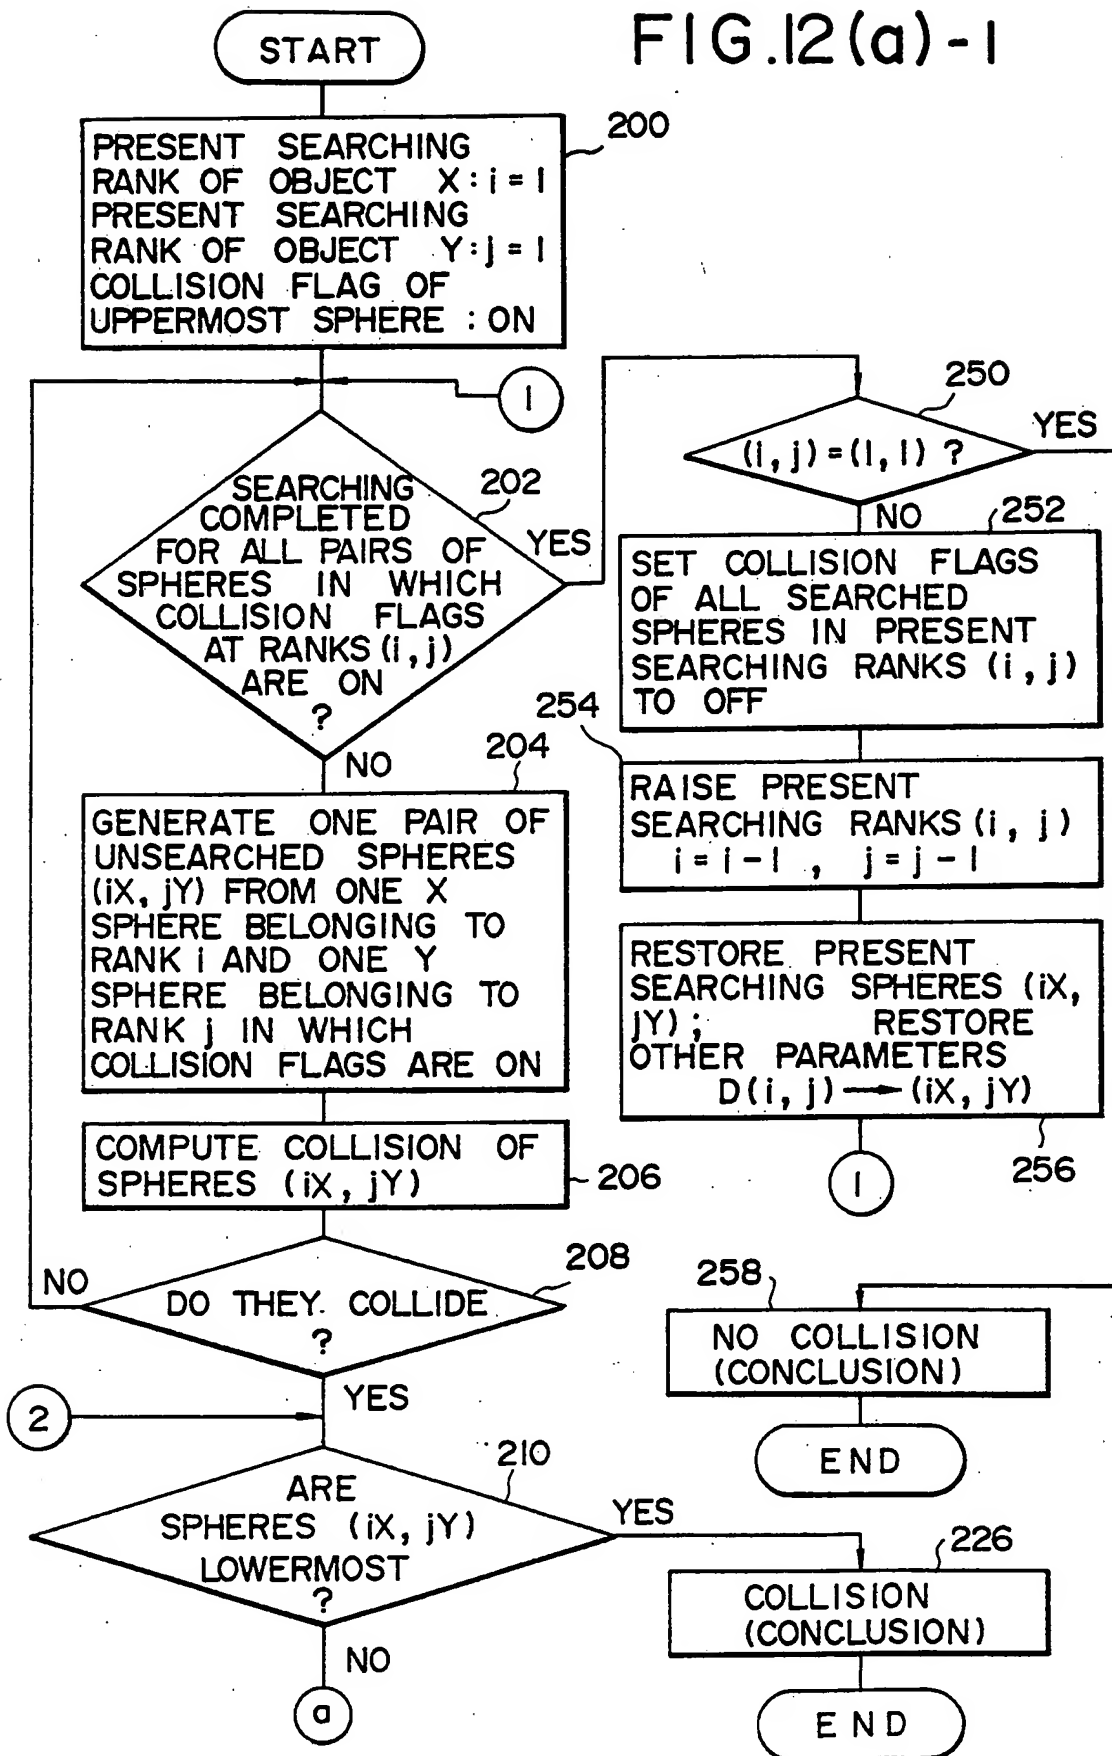 FIG.12(a)-1
START
200
PRESENT SEARCHING
RANK OF OBJECT X:i=1
PRESENT SEARCHING
RANK OF OBJECT Y:j=1
COLLISION FLAG OF
UPPERMOST SPHERE : ON
1
202
SEARCHING
COMPLETED
FOR ALL PAIRS OF
SPHERES IN WHICH
COLLISION FLAGS
AT RANKS (i, j)
ARE ON
?
YES
NO
204
GENERATE ONE PAIR OF
UNSEARCHED SPHERES
(iX, jY) FROM ONE X
SPHERE BELONGING TO
RANK i AND ONE Y
SPHERE BELONGING TO
RANK j IN WHICH
COLLISION FLAGS ARE ON
COMPUTE COLLISION OF
SPHERES (iX, jY)
206
208
NO
DO THEY COLLIDE
?
YES
2
210
ARE
SPHERES (iX, jY)
LOWERMOST
?
YES
NO
a
250
(i, j) = (1, 1) ?
YES
NO
252
SET COLLISION FLAGS
OF ALL SEARCHED
SPHERES IN PRESENT
SEARCHING RANKS (i, j)
TO OFF
254
RAISE PRESENT
SEARCHING RANKS (i, j)
i = i - 1 , j = j - 1
RESTORE PRESENT
SEARCHING SPHERES (iX,
jY); RESTORE
OTHER PARAMETERS
D(i, j) → (iX, jY)
256
1
258
NO COLLISION
(CONCLUSION)
END
226
COLLISION
(CONCLUSION)
END